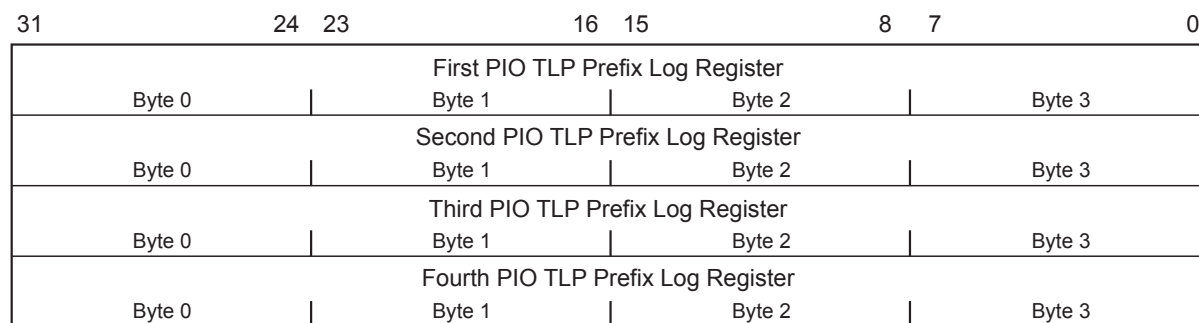 31 24 23 16 15 8 7 0
First PIO TLP Prefix Log Register
Byte 0 Byte 1 Byte 2 Byte 3
Second PIO TLP Prefix Log Register
Byte 0 Byte 1 Byte 2 Byte 3
Third PIO TLP Prefix Log Register
Byte 0 Byte 1 Byte 2 Byte 3
Fourth PIO TLP Prefix Log Register
Byte 0 Byte 1 Byte 2 Byte 3